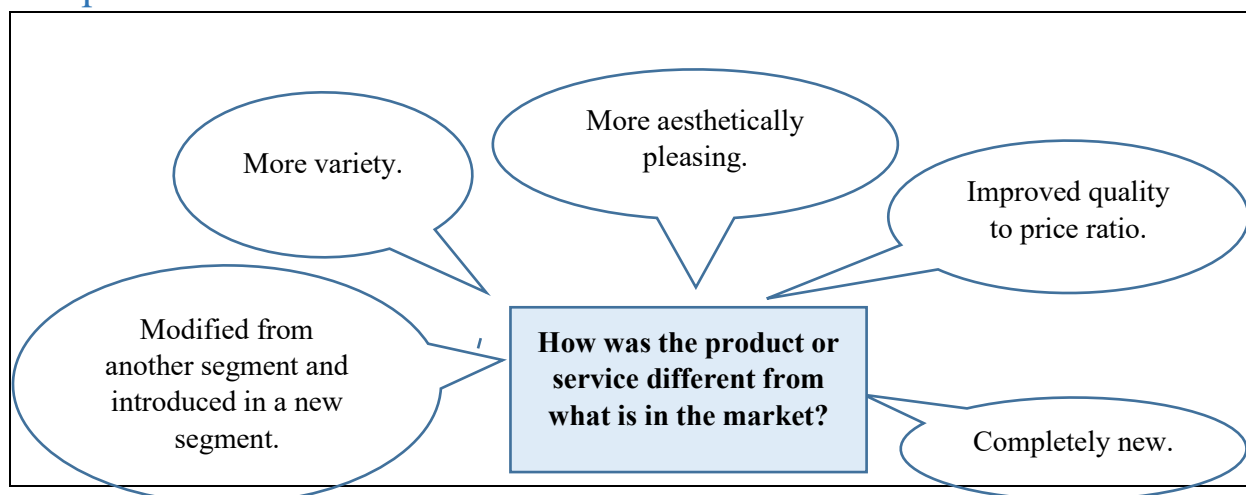 More variety.
More aesthetically
pleasing.
Improved quality
to price ratio.
Modified from
another segment and
introduced in a new
segment.
How was the product or
service different from
what is in the market?
Completely new.